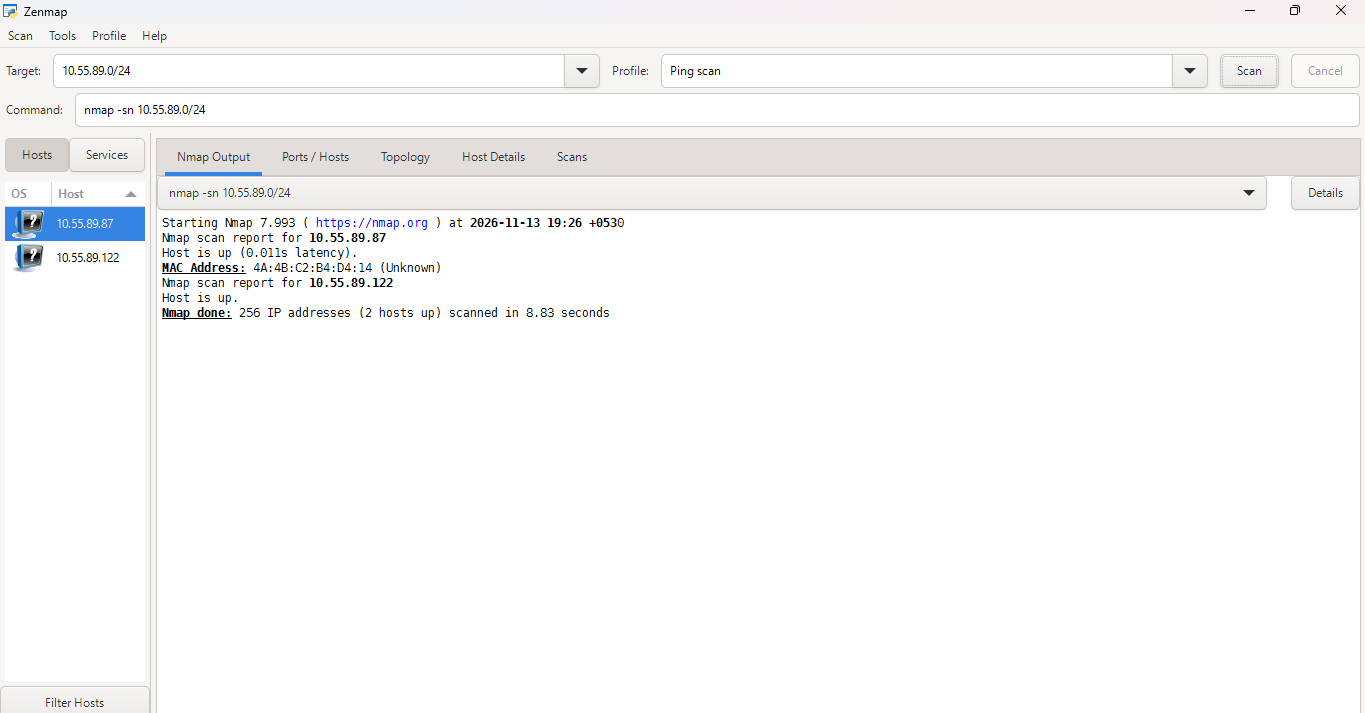 Zenmap
Scan Tools Profile Help
Target: 10.55.89.0/24 Profile: Ping scan Scan Cancel
Command: nmap -sn 10.55.89.0/24
Hosts Services Nmap Output Ports / Hosts Topology Host Details Scans
OS Host
nmap -sn 10.55.89.0/24 Details
10.55.89.87
10.55.89.122
Starting Nmap 7.993 ( https://nmap.org ) at 2026-11-13 19:26 +0530
Nmap scan report for 10.55.89.87
Host is up (0.011s latency).
MAC Address: 4A:4B:C2:B4:D4:14 (Unknown)
Nmap scan report for 10.55.89.122
Host is up.
Nmap done: 256 IP addresses (2 hosts up) scanned in 8.83 seconds
Filter Hosts